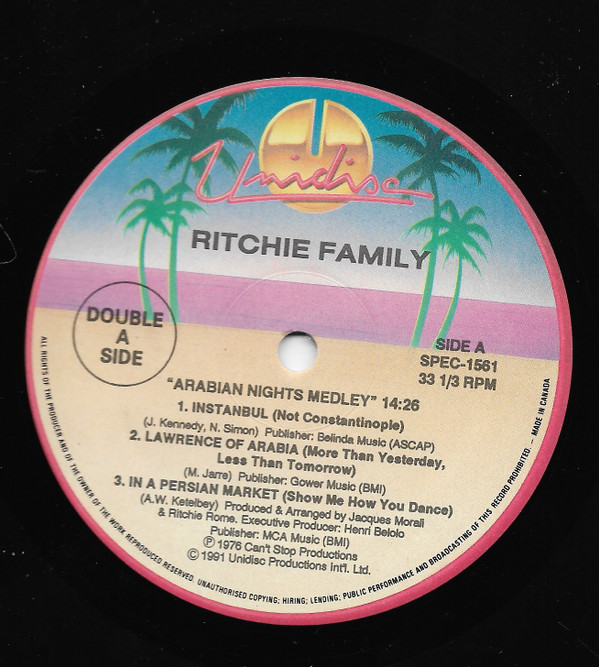 Unidisc
RITCHIE FAMILY
DOUBLE
A
SIDE
SIDE A
SPEC-1561
33 1/3 RPM
"ARABIAN NIGHTS MEDLEY" 14:26
1. INSTANBUL (Not Constantinople)
(J. Kennedy, N. Simon) Publisher: Belinda Music (ASCAP)
2. LAWRENCE OF ARABIA (More Than Yesterday,
Less Than Tomorrow)
(M. Jarre) Publisher: Gower Music (BMI)
3. IN A PERSIAN MARKET (Show Me How You Dance)
(A.W. Ketelbey) Produced & Arranged by Jacques Morali
& Ritchie Rome. Executive Producer: Henri Belolo
Publisher: MCA Music (BMI)
Ⓟ 1976 Can't Stop Productions
© 1991 Unidisc Productions Int'l. Ltd.
ALL RIGHTS OF THE PRODUCER AND OF THE OWNER OF THE WORK REPRODUCED RESERVED. UNAUTHORISED COPYING; HIRING; LENDING; PUBLIC PERFORMANCE AND BROADCASTING OF THIS RECORD PROHIBITED. – MADE IN CANADA